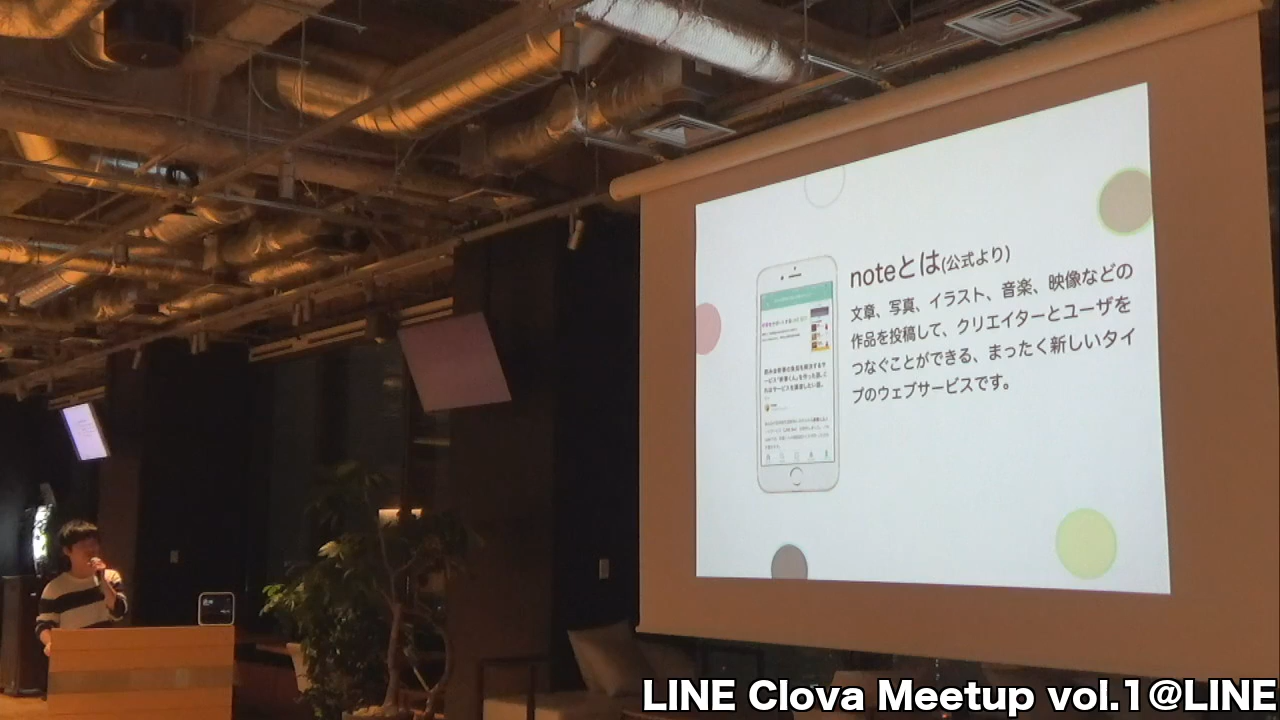 noteとは(公式より)
文章、写真、イラスト、音楽、映像などの
作品を投稿して、クリエイターとユーザを
つなぐことができる、まったく新しいタイ
プのウェブサービスです。
LINE Clova Meetup vol.1@LINE